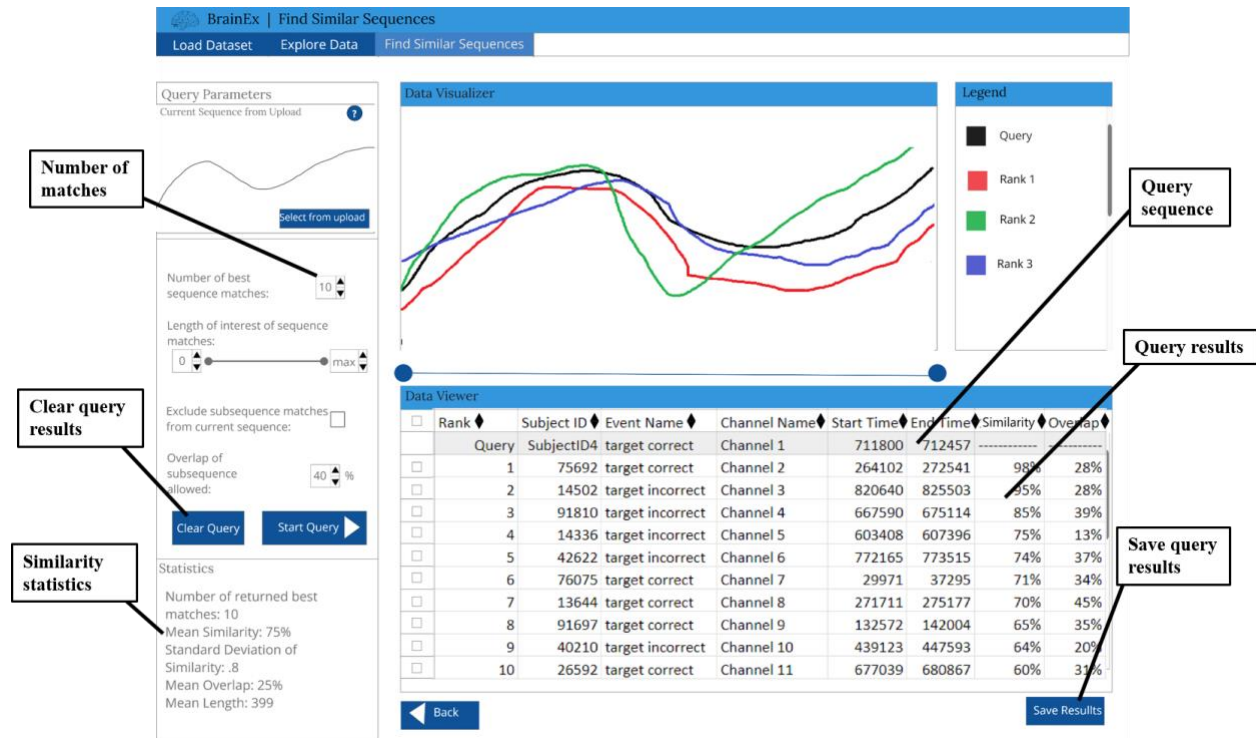 BrainEx | Find Similar Sequences
Load Dataset Explore Data Find Similar Sequences
Query Parameters
Current Sequence from Upload ?
Select from upload
Number of
matches
Number of best
sequence matches: 10
Length of interest of sequence
matches:
0 max
Clear query
results
Exclude subsequence matches
from current sequence:
Overlap of
subsequence
allowed: 40 %
Clear Query Start Query
Similarity
statistics
Statistics
Number of returned best
matches: 10
Mean Similarity: 75%
Standard Deviation of
Similarity: .8
Mean Overlap: 25%
Mean Length: 399
Data Visualizer
Legend
Query
Rank 1
Rank 2
Rank 3
Query
sequence
Query results
Data Viewer
Rank Subject ID Event Name Channel Name Start Time End Time Similarity Overlap
Query SubjectID4 target correct Channel 1 711800 712457 ------------ -----------
1 75692 target correct Channel 2 264102 272541 98% 28%
2 14502 target incorrect Channel 3 820640 825503 95% 28%
3 91810 target correct Channel 4 667590 675114 85% 39%
4 14336 target correct Channel 5 603408 607396 75% 13%
5 42622 target incorrect Channel 6 772165 773515 74% 37%
6 76075 target correct Channel 7 29971 37295 71% 34%
7 13644 target correct Channel 8 271711 275177 70% 45%
8 91697 target correct Channel 9 132572 142004 65% 35%
9 40210 target incorrect Channel 10 439123 447593 64% 20%
10 26592 target correct Channel 11 677039 680867 60% 31%
Save query
results
Back
Save Resullts